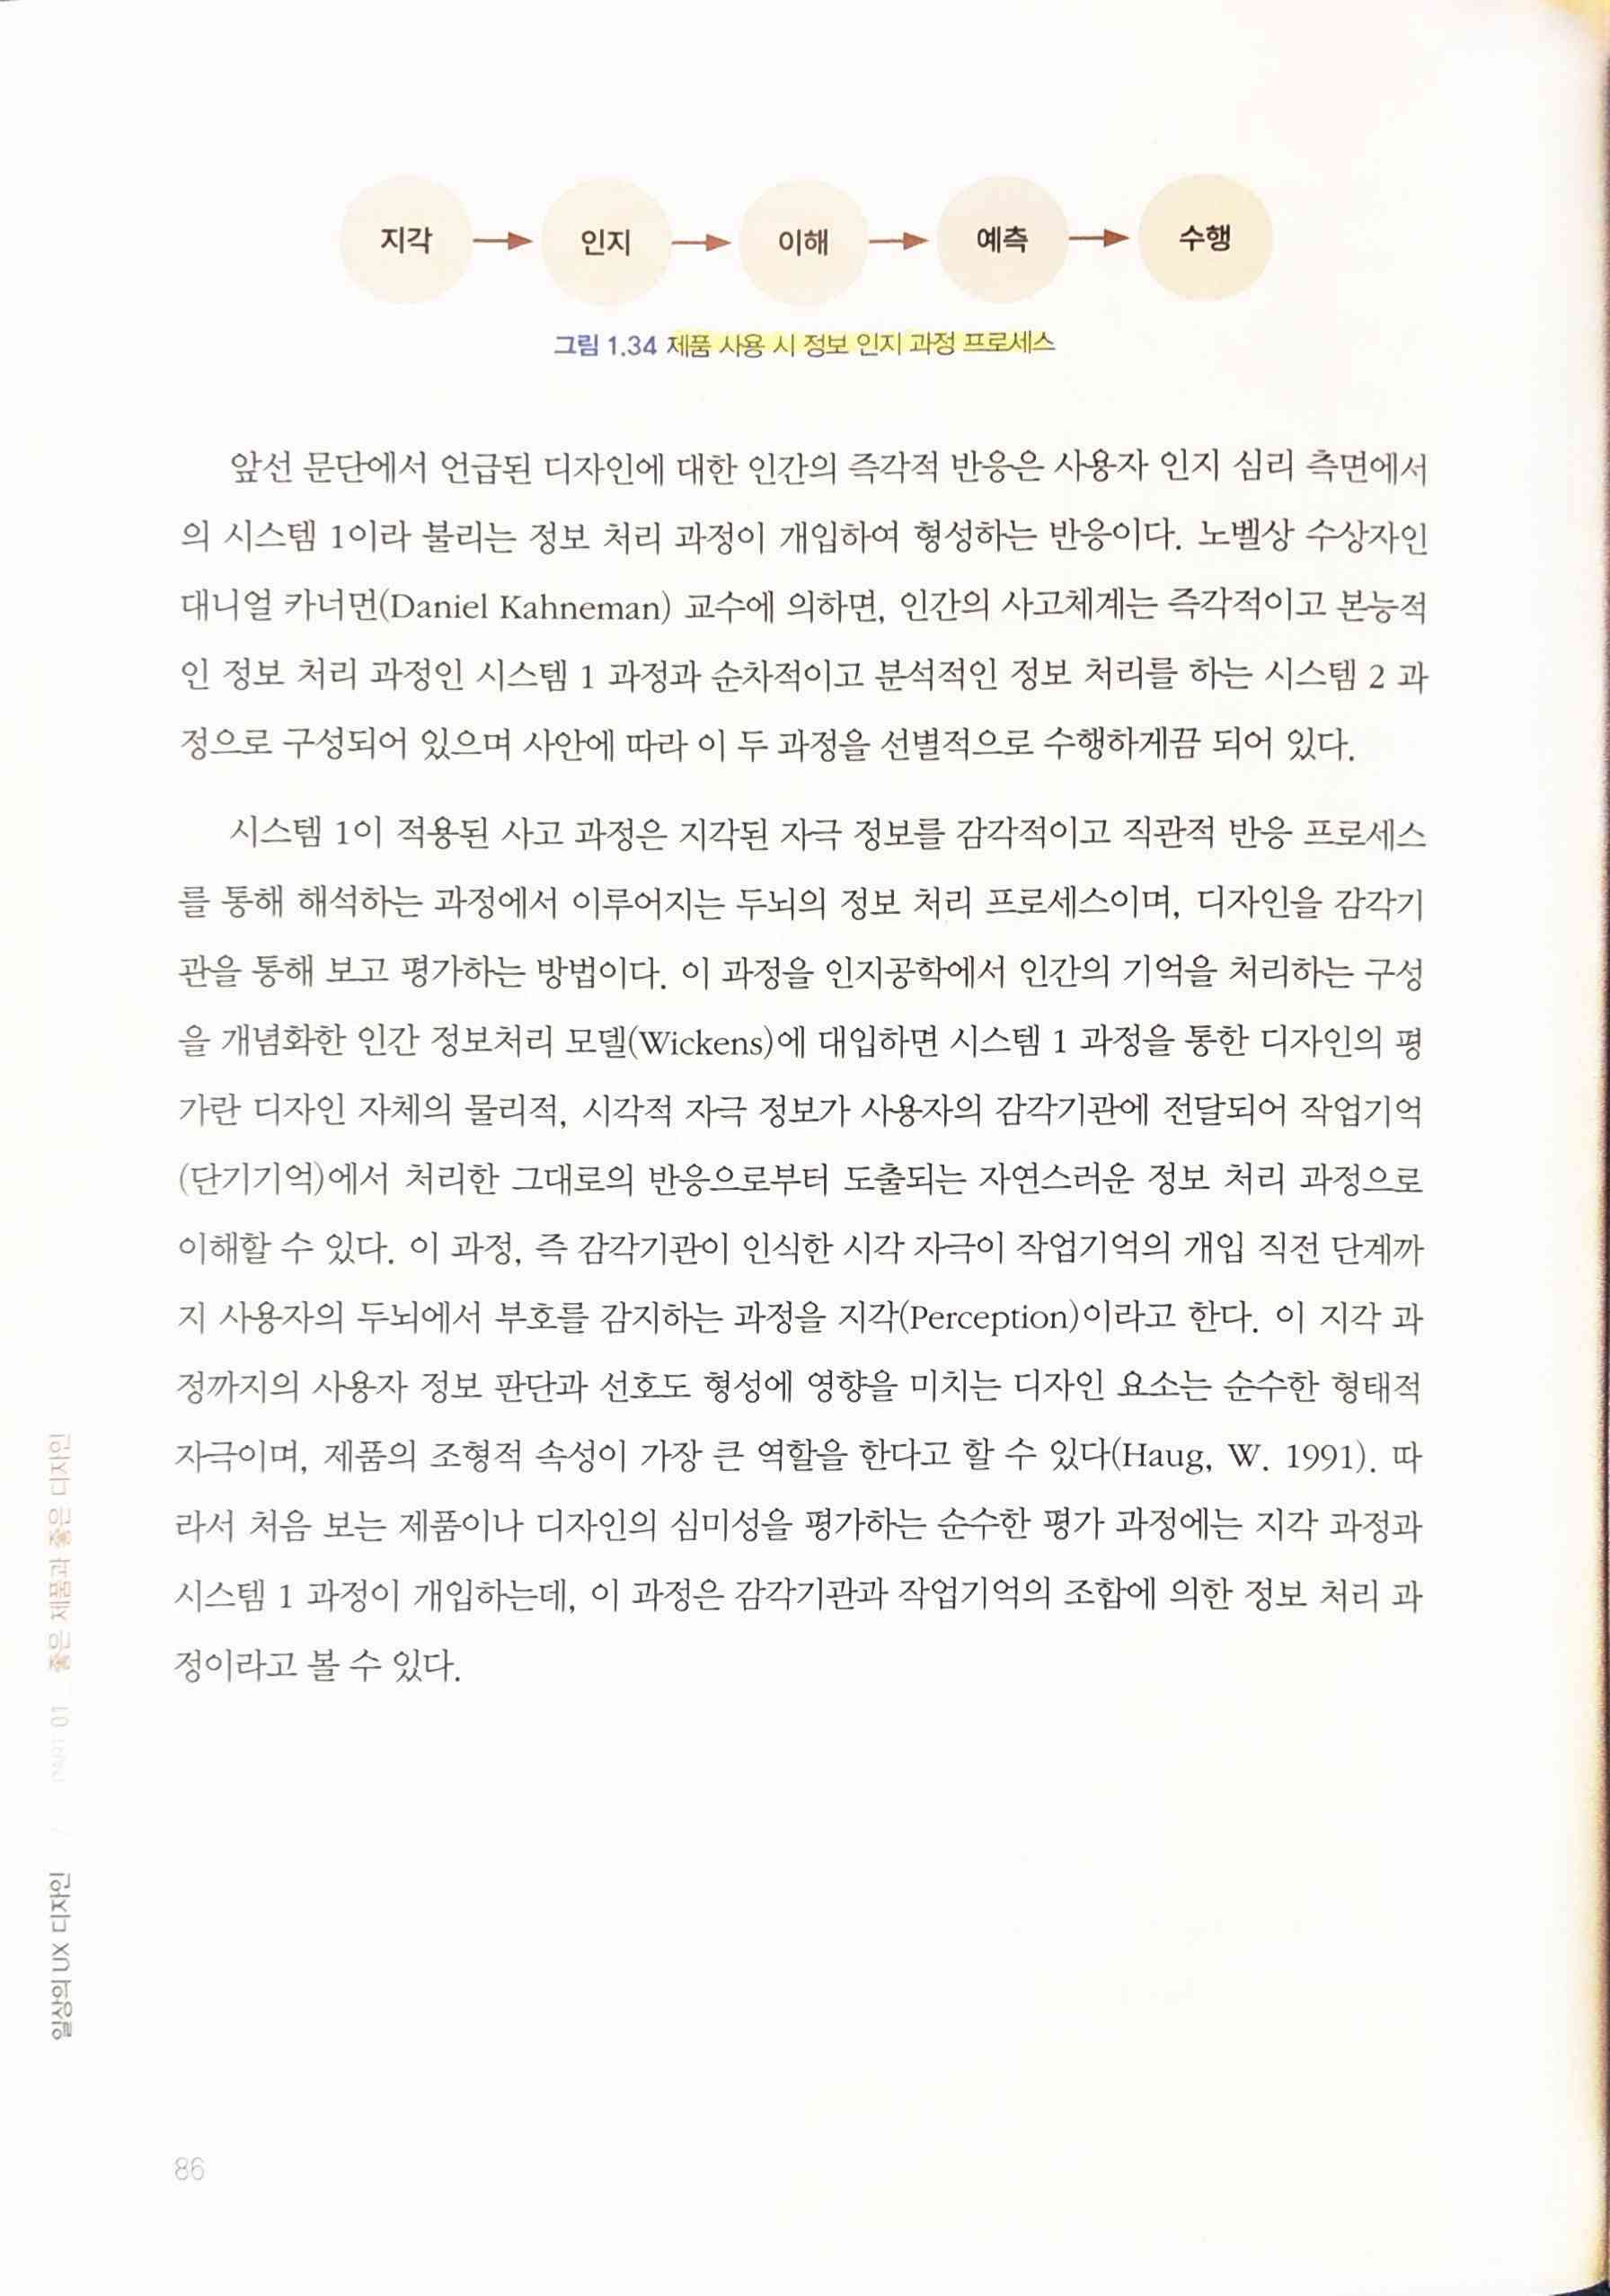 지각 → 인지 → 이해 → 예측 → 수행
그림 1.34 제품 사용 시 정보 인지 과정 프로세스
앞선 문단에서 언급된 디자인에 대한 인간의 즉각적 반응은 사용자 인지 심리 측면에서
의 시스템 1이라 불리는 정보 처리 과정이 개입하여 형성하는 반응이다. 노벨상 수상자인
대니얼 카너먼(Daniel Kahneman) 교수에 의하면, 인간의 사고체계는 즉각적이고 본능적
인 정보 처리 과정인 시스템 1 과정과 순차적이고 분석적인 정보 처리를 하는 시스템 2 과
정으로 구성되어 있으며 사안에 따라 이 두 과정을 선별적으로 수행하게끔 되어 있다.
시스템 1이 적용된 사고 과정은 지각된 자극 정보를 감각적이고 직관적 반응 프로세스
를 통해 해석하는 과정에서 이루어지는 두뇌의 정보 처리 프로세스이며, 디자인을 감각기
관을 통해 보고 평가하는 방법이다. 이 과정을 인지공학에서 인간의 기억을 처리하는 구성
을 개념화한 인간 정보처리 모델(Wickens)에 대입하면 시스템 1 과정을 통한 디자인의 평
가란 디자인 자체의 물리적, 시각적 자극 정보가 사용자의 감각기관에 전달되어 작업기억
(단기기억)에서 처리한 그대로의 반응으로부터 도출되는 자연스러운 정보 처리 과정으로
이해할 수 있다. 이 과정, 즉 감각기관이 인식한 시각 자극이 작업기억의 개입 직전 단계까
지 사용자의 두뇌에서 부호를 감지하는 과정을 지각(Perception)이라고 한다. 이 지각 과
정까지의 사용자 정보 판단과 선호도 형성에 영향을 미치는 디자인 요소는 순수한 형태적
자극이며, 제품의 조형적 속성이 가장 큰 역할을 한다고 할 수 있다(Haug, W. 1991). 따
라서 처음 보는 제품이나 디자인의 심미성을 평가하는 순수한 평가 과정에는 지각 과정과
시스템 1 과정이 개입하는데, 이 과정은 감각기관과 작업기억의 조합에 의한 정보 처리 과
정이라고 볼 수 있다.
일상의 UX 디자인 / PART 01 좋은 제품과 좋은 디자인
86